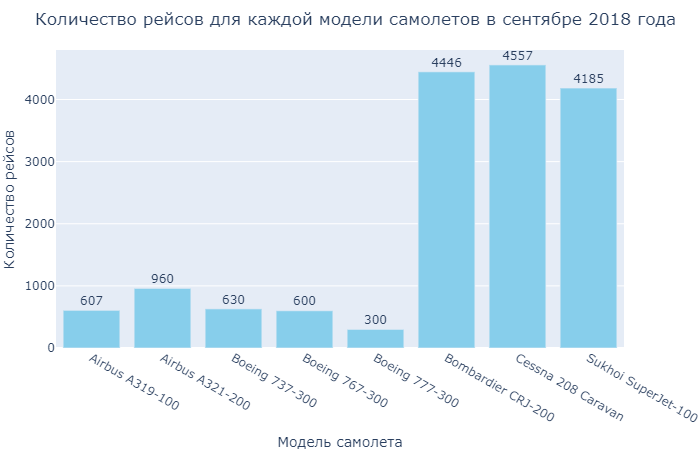 Количество рейсов для каждой модели самолетов в сентябре 2018 года
Количество рейсов
4000
3000
2000
1000
0
607
960
630
600
300
4446
4557
4185
Airbus A319-100
Airbus A321-200
Boeing 737-300
Boeing 767-300
Boeing 777-300
Bombardier CRJ-200
Cessna 208 Caravan
Sukhoi SuperJet-100
Модель самолета